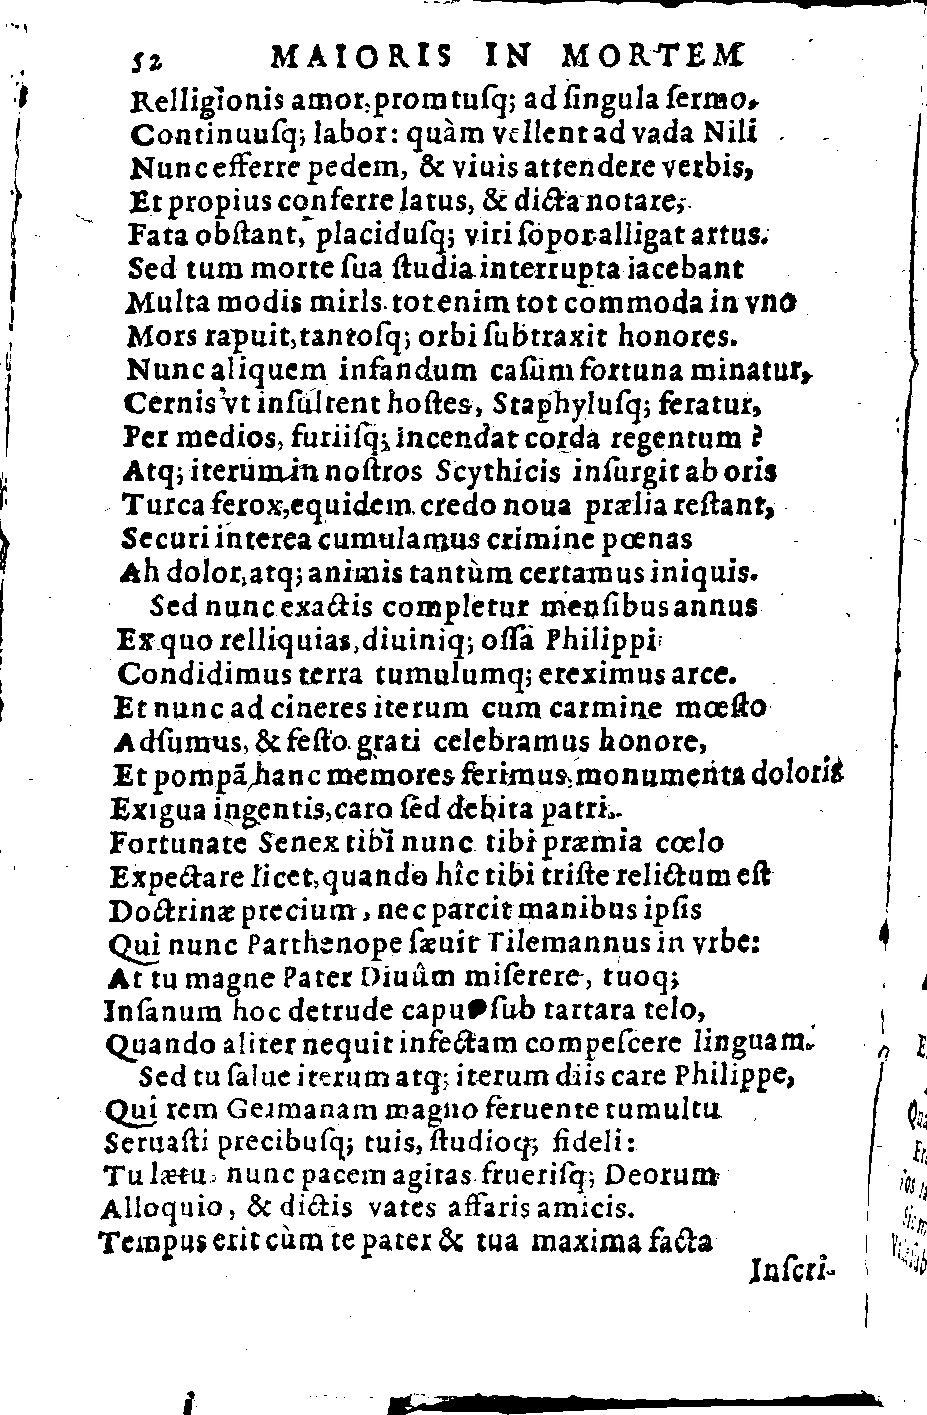 52 MAIORIS IN MORTEM
Relligionis amor, promtuſq; ad ſingula ſermo,
Continuuſq; labor: quàm vellent ad vada Nili
Nunc efferre pedem, & viuis attendere verbis,
Et propius conferre latus, & dicta notare,
Fata obſtant, placiduſq; viri ſopor alligat artus.
Sed tum morte ſua ſtudia interrupta iacebant
Multa modis miris. tot enim tot commoda in vno
Mors rapuit, tantoſq; orbi ſubtraxit honores.
Nunc aliquem infandum caſum fortuna minatur,
Cernis vt inſultent hoſtes, Staphyluſq; feratur,
Per medios, furiiſq; incendat corda regentum?
Atq; iterum in noſtros Scythicis inſurgit ab oris
Turca ferox, equidem credo noua prælia reſtant,
Securi interea cumulamus crimine pœnas
Ah dolor, atq; animis tantùm certamus iniquis.
Sed nunc exactis completur menſibus annus
Ex quo relliquias, diuiniq; oſſa Philippi
Condidimus terra tumulumq; ereximus arce.
Et nunc ad cineres iterum cum carmine mœſto
Adſumus, & feſto grati celebramus honore,
Et pompã hanc memores ferimus, monumenta doloris
Exigua ingentis, caro ſed debita patri.
Fortunate Senex tibi nunc tibi præmia cœlo
Expectare licet, quando hîc tibi triſte relictum eſt
Doctrinæ precium, nec parcit manibus ipſis
Qui nunc Parthenope ſæuit Tilemannus in vrbe:
At tu magne Pater Diuûm miſerere, tuoq;
Inſanum hoc detrude caput ſub tartara telo,
Quando aliter nequit infectam compeſcere linguam.
Sed tu ſalue iterum atq; iterum diis care Philippe,
Qui rem Germanam magno feruente tumultu
Seruaſti precibuſq; tuis, ſtudioq; fideli:
Tu lætu nunc pacem agitas frueriſq; Deorum
Alloquio, & dictis vates affaris amicis.
Tempus erit cùm te pater & tua maxima facta
Inſcri-